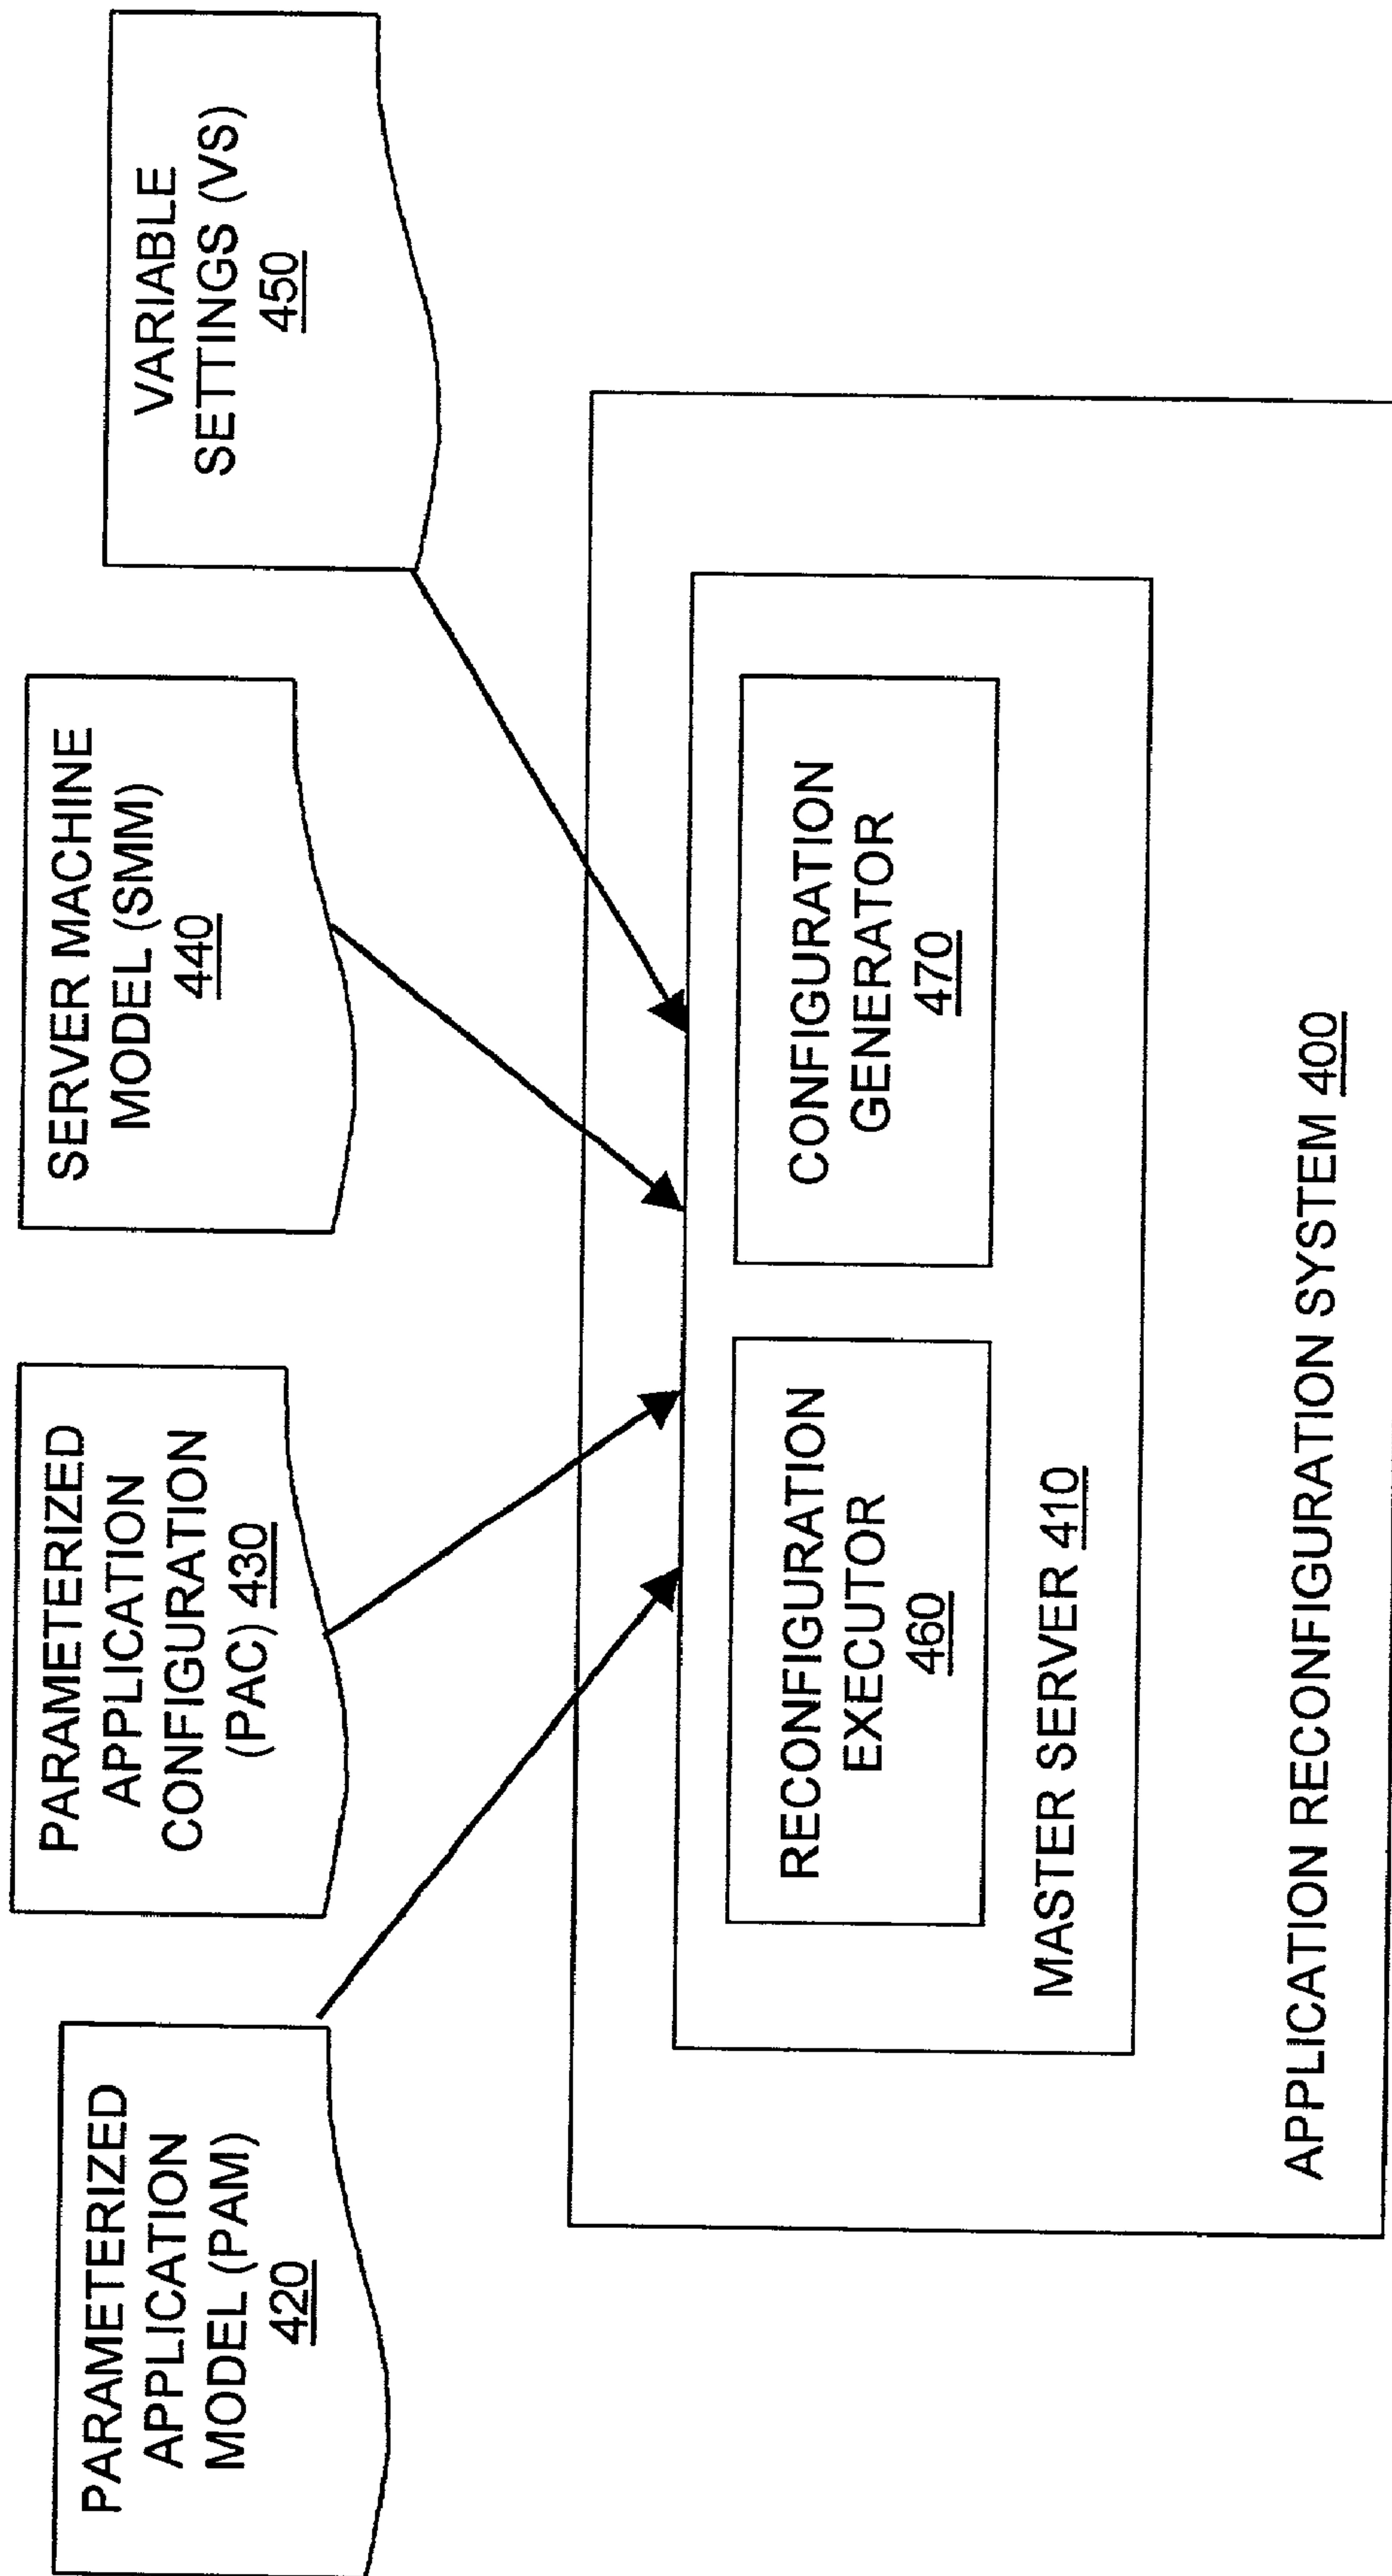 PARAMETERIZED
APPLICATION
MODEL (PAM)
420
PARAMETERIZED
APPLICATION
CONFIGURATION
(PAC) 430
SERVER MACHINE
MODEL (SMM)
440
VARIABLE
SETTINGS (VS)
450
RECONFIGURATION
EXECUTOR
460
CONFIGURATION
GENERATOR
470
MASTER SERVER 410
APPLICATION RECONFIGURATION SYSTEM 400